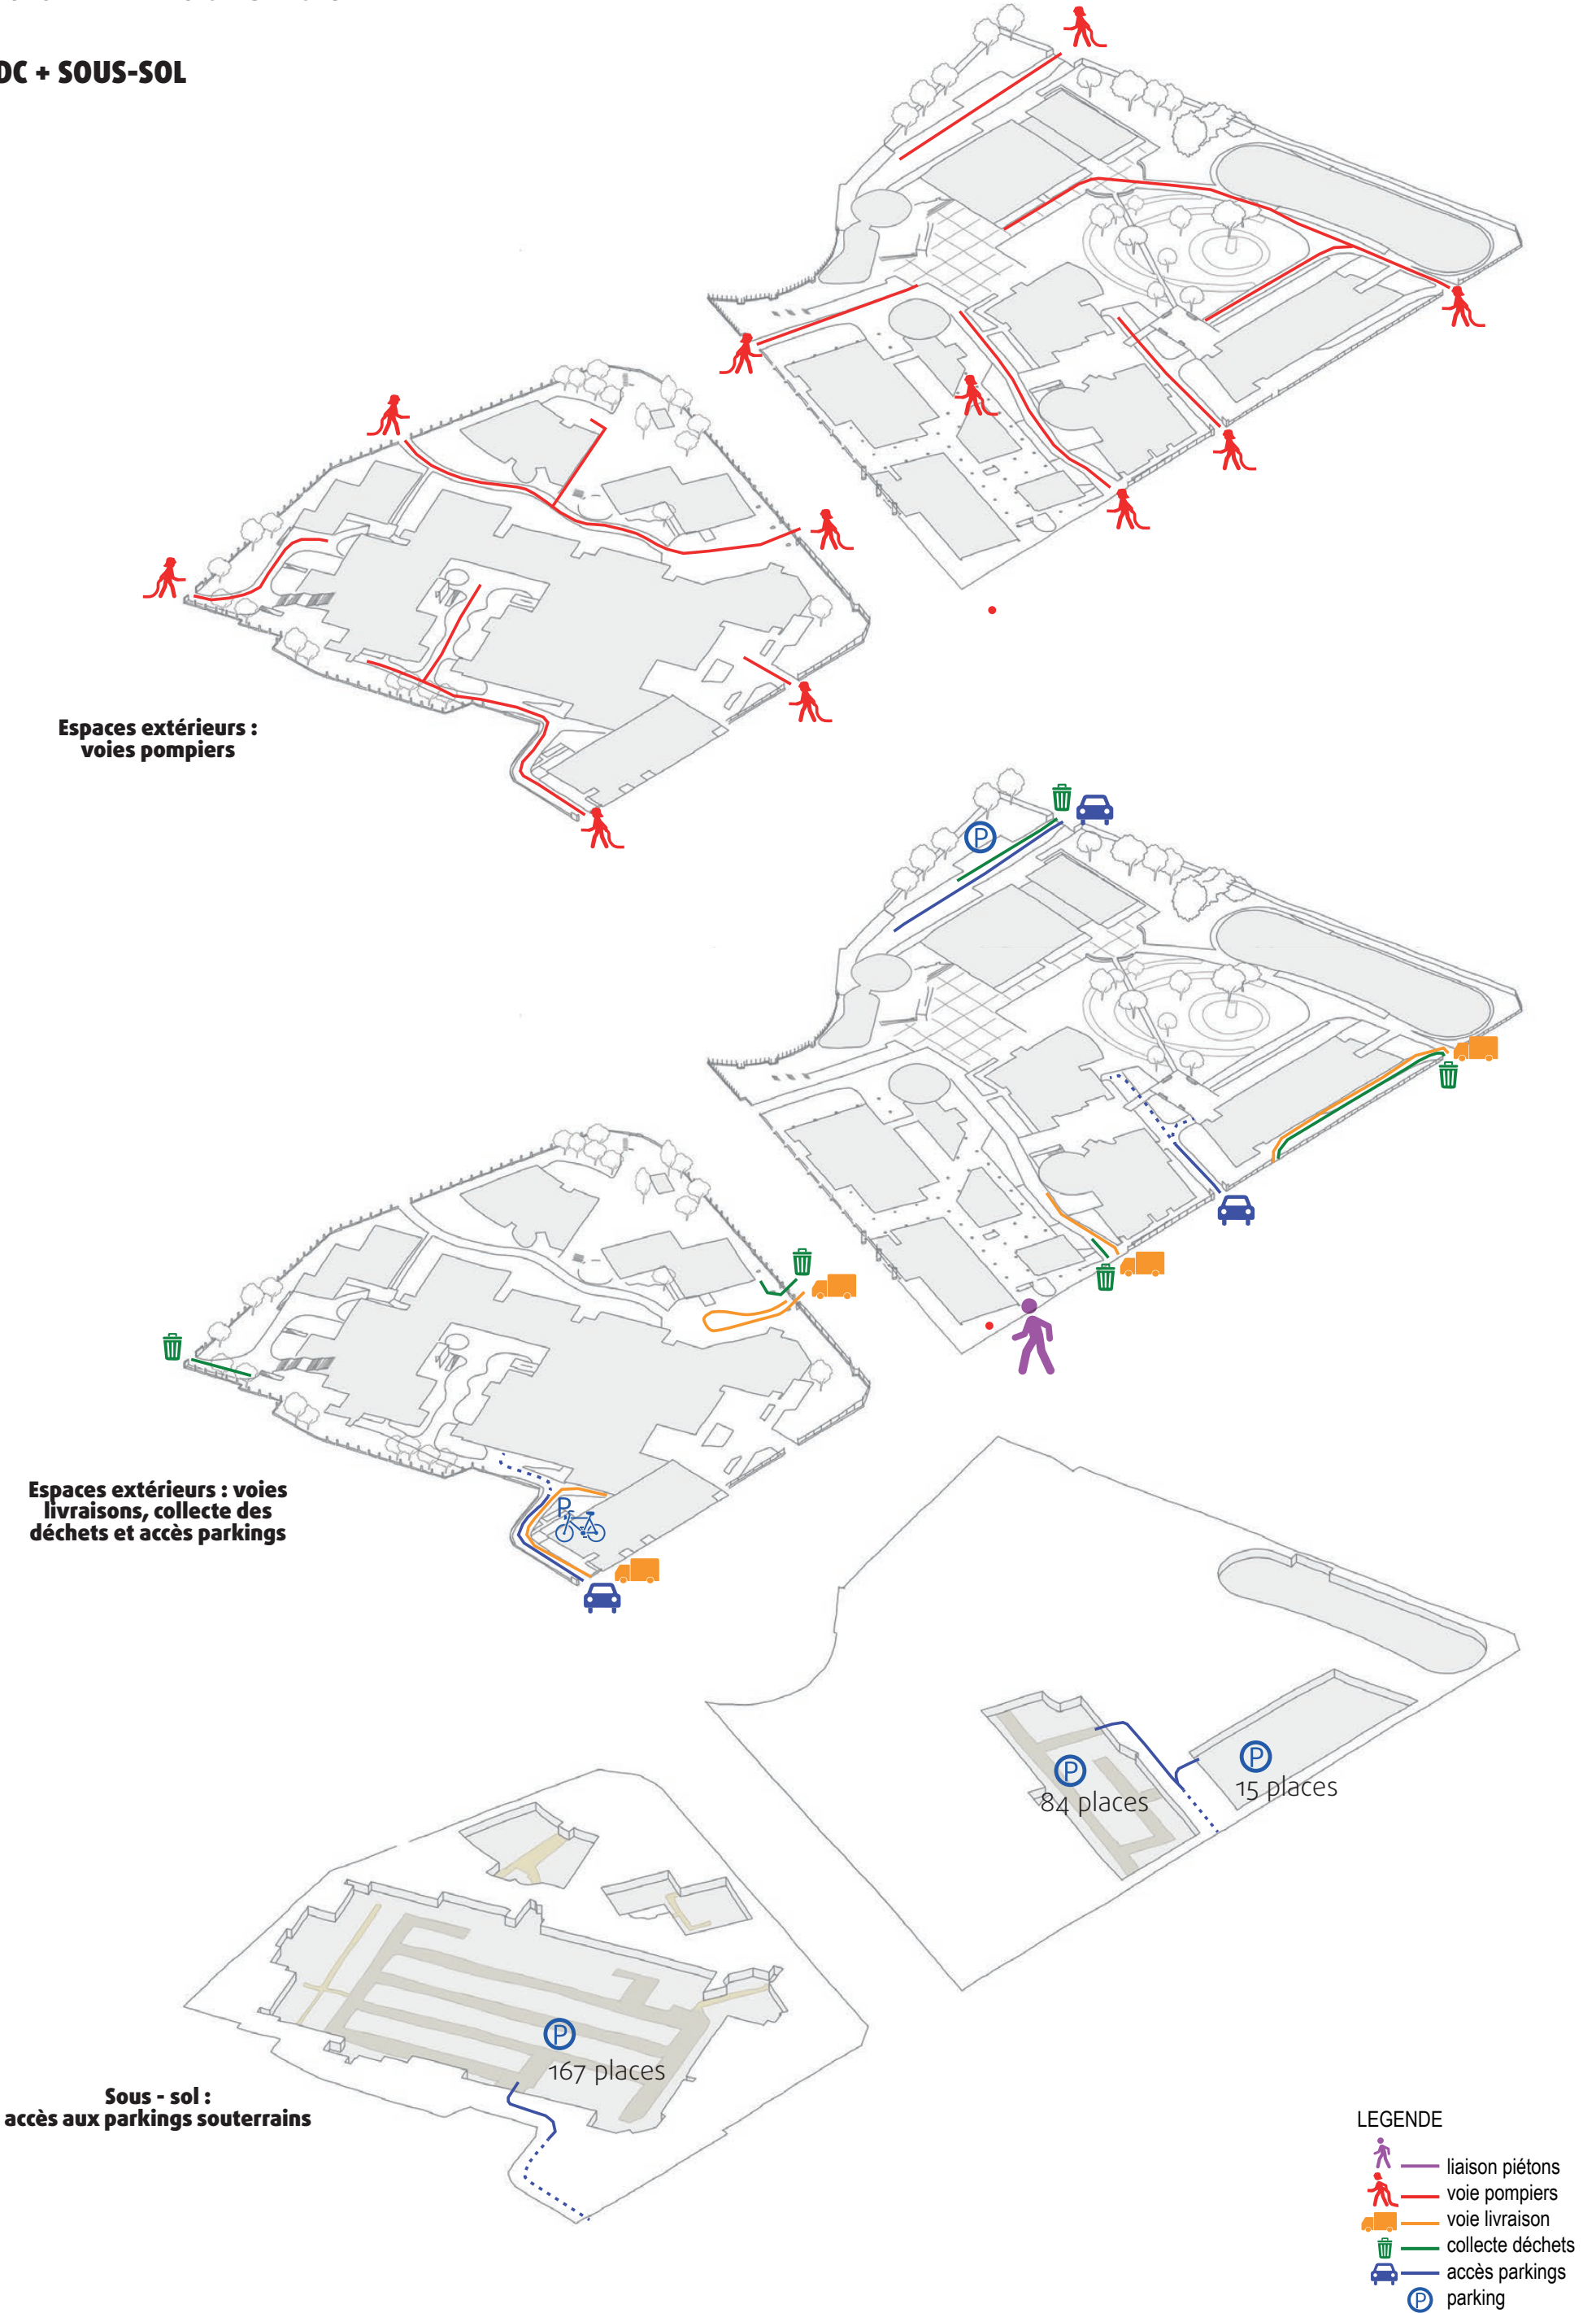 DC + SOUS-SOL
Espaces extérieurs :
voies pompiers
P
Espaces extérieurs : voies
livraisons, collecte des
déchets et accès parkings
P
P
84 places
P
15 places
P
167 places
Sous - sol :
accès aux parkings souterrains
LEGENDE
liaison piétons
voie pompiers
voie livraison
collecte déchets
accès parkings
P parking